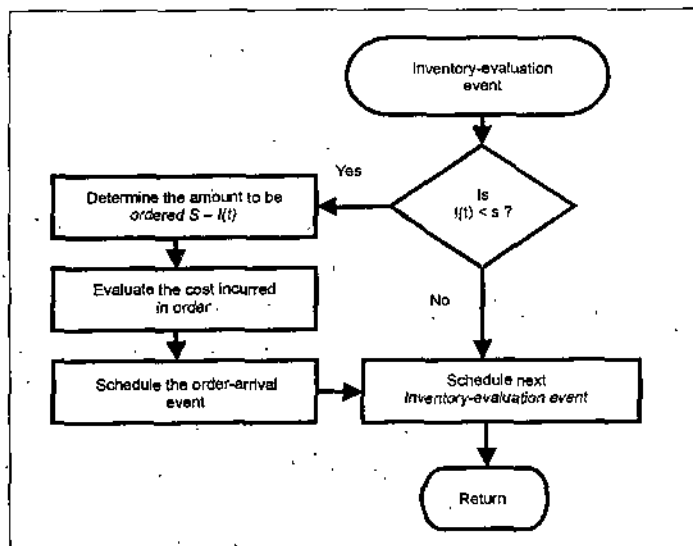 Inventory-evaluation
event
Is
I(t) < s ?
Yes
Determine the amount to be
ordered S – I(t)
Evaluate the cost incurred
in order
Schedule the order-arrival
event
No
Schedule next
Inventory-evaluation event
Return